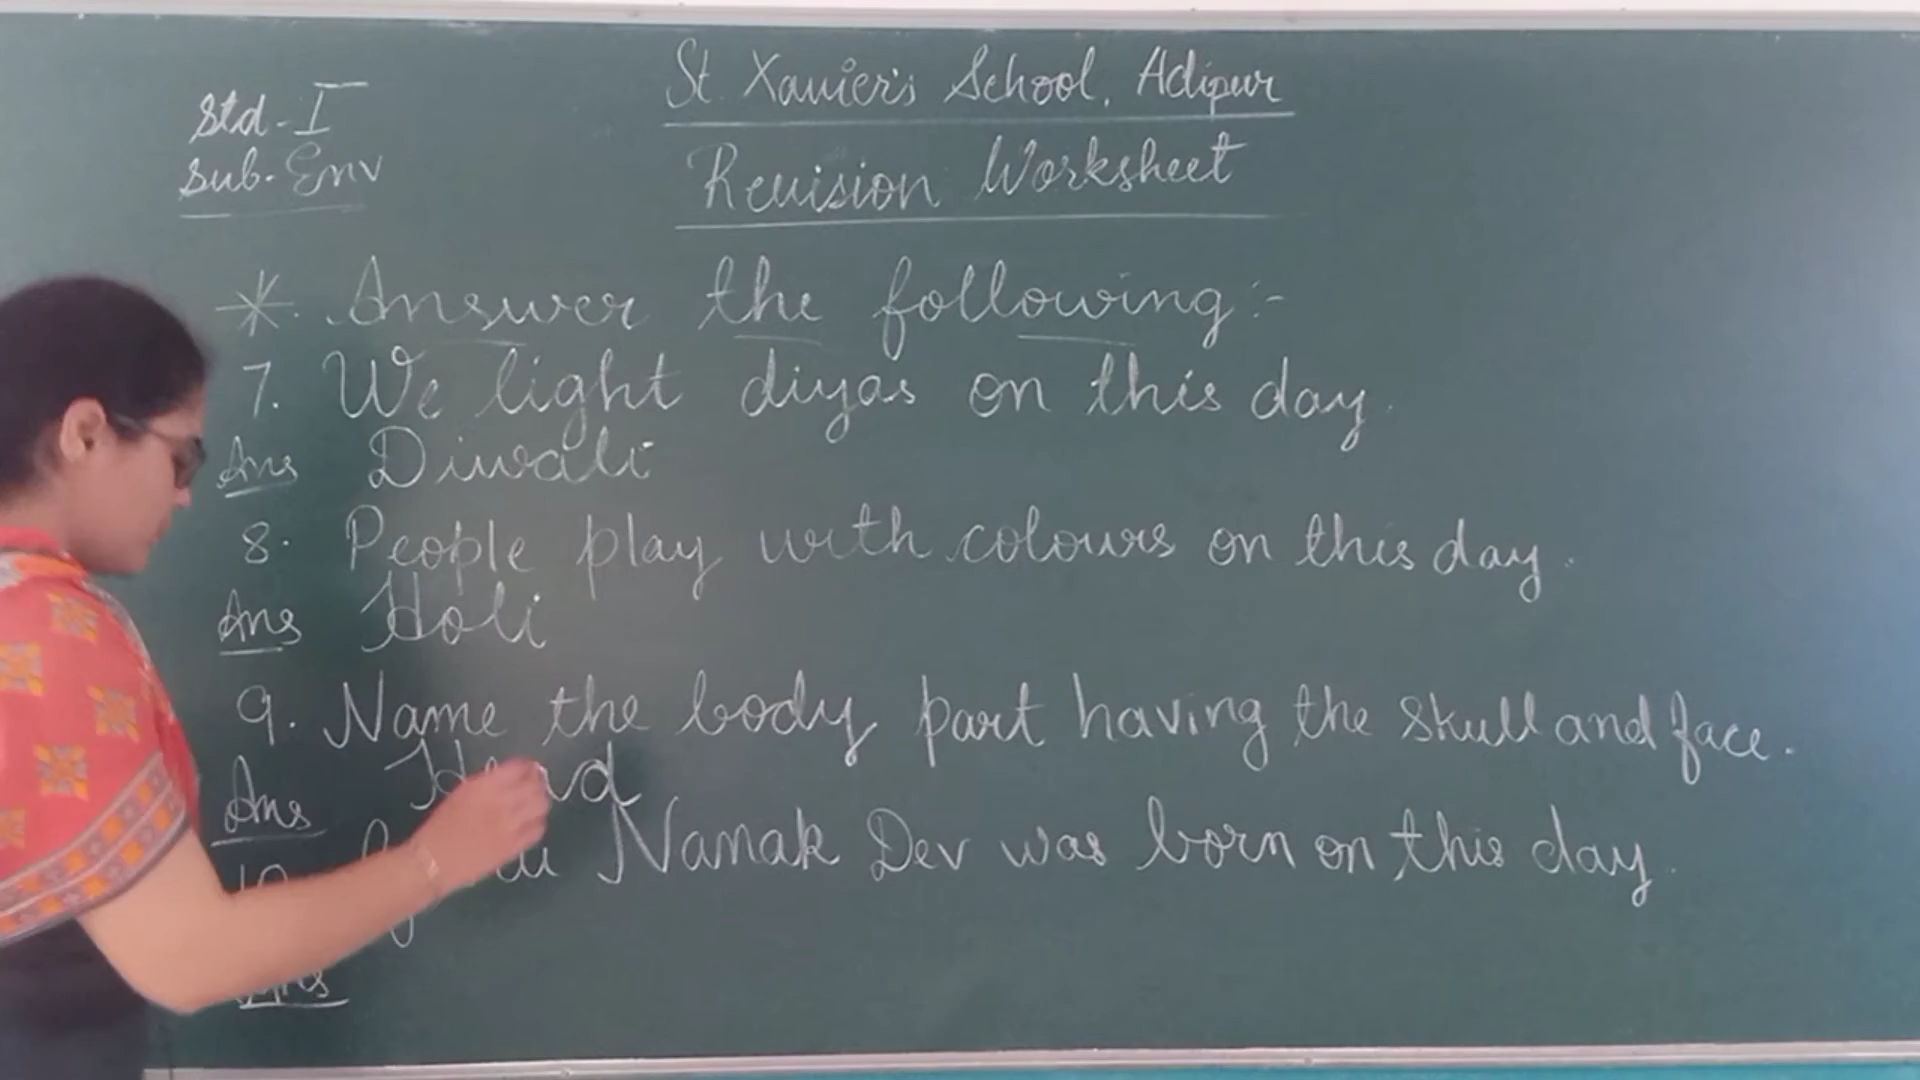 St. Xavier's School, Adipur
Std - I
Sub. Env
Revision Worksheet
*. Answer the following:-
7. We light diyas on this day.
Ans Diwali
8. People play with colours on this day.
Ans Holi
9. Name the body part having the skull and face.
Ans
10. Nanak Dev was born on this day.
Ans